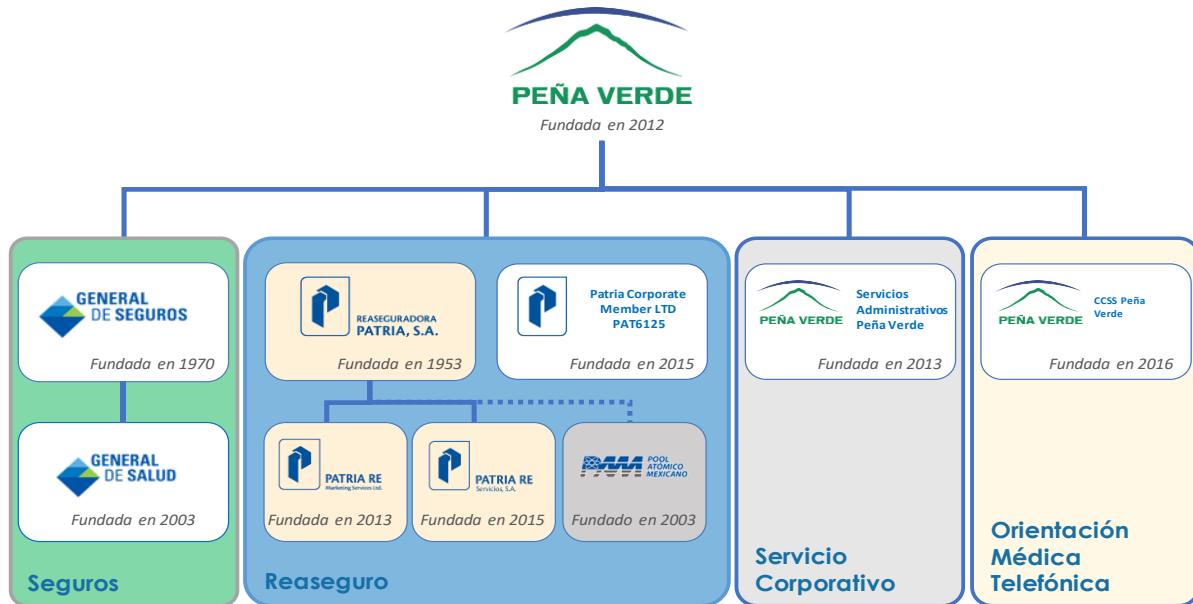 PEÑA VERDE
Fundada en 2012
GENERAL
DE SEGUROS
Fundada en 1970
GENERAL
DE SALUD
Fundada en 2003
Seguros
REASEGURADORA
PATRIA, S.A.
Fundada en 1953
Patria Corporate
Member LTD
PAT6125
Fundada en 2015
PATRIA RE
Marketing Services Ltd.
Fundada en 2013
PATRIA RE
Servicios, S.A.
Fundada en 2015
PAM
POOL
ATÓMICO
MEXICANO
Fundado en 2003
Reaseguro
PEÑA VERDE
Servicios
Administrativos
Peña Verde
Fundada en 2013
Servicio
Corporativo
PEÑA VERDE
CCSS Peña
Verde
Fundada en 2016
Orientación
Médica
Telefónica